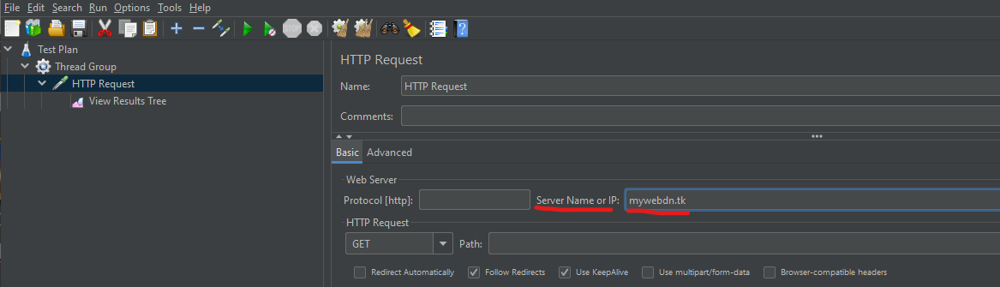 File Edit Search Run Options Tools Help
STOP
Test Plan
Thread Group
HTTP Request
View Results Tree
HTTP Request
Name: HTTP Request
Comments:
Basic Advanced
Web Server
Protocol [http]: Server Name or IP: mywebdn.tk
HTTP Request
GET Path:
Redirect Automatically Follow Redirects Use KeepAlive Use multipart/form-data Browser-compatible headers